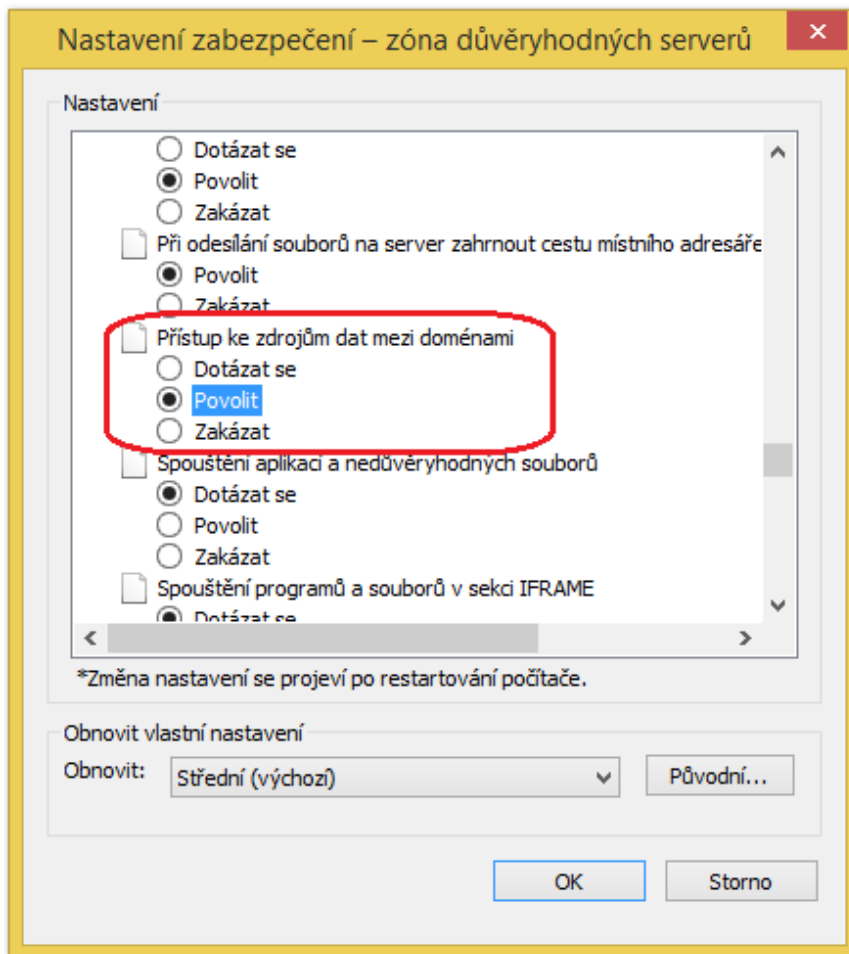 Nastavení zabezpečení – zóna důvěryhodných serverů
Nastavení
Dotázat se
Povolit
Zakázat
Při odesílání souborů na server zahrnout cestu místního adresáře
Povolit
Zakázat
Přístup ke zdrojům dat mezi doménami
Dotázat se
Povolit
Zakázat
Spouštění aplikací a nedůvěryhodných souborů
Dotázat se
Povolit
Zakázat
Spouštění programů a souborů v sekci IFRAME
Dotázat se
*Změna nastavení se projeví po restartování počítače.
Obnovit vlastní nastavení
Obnovit: Střední (výchozí) Původní...
OK Storno